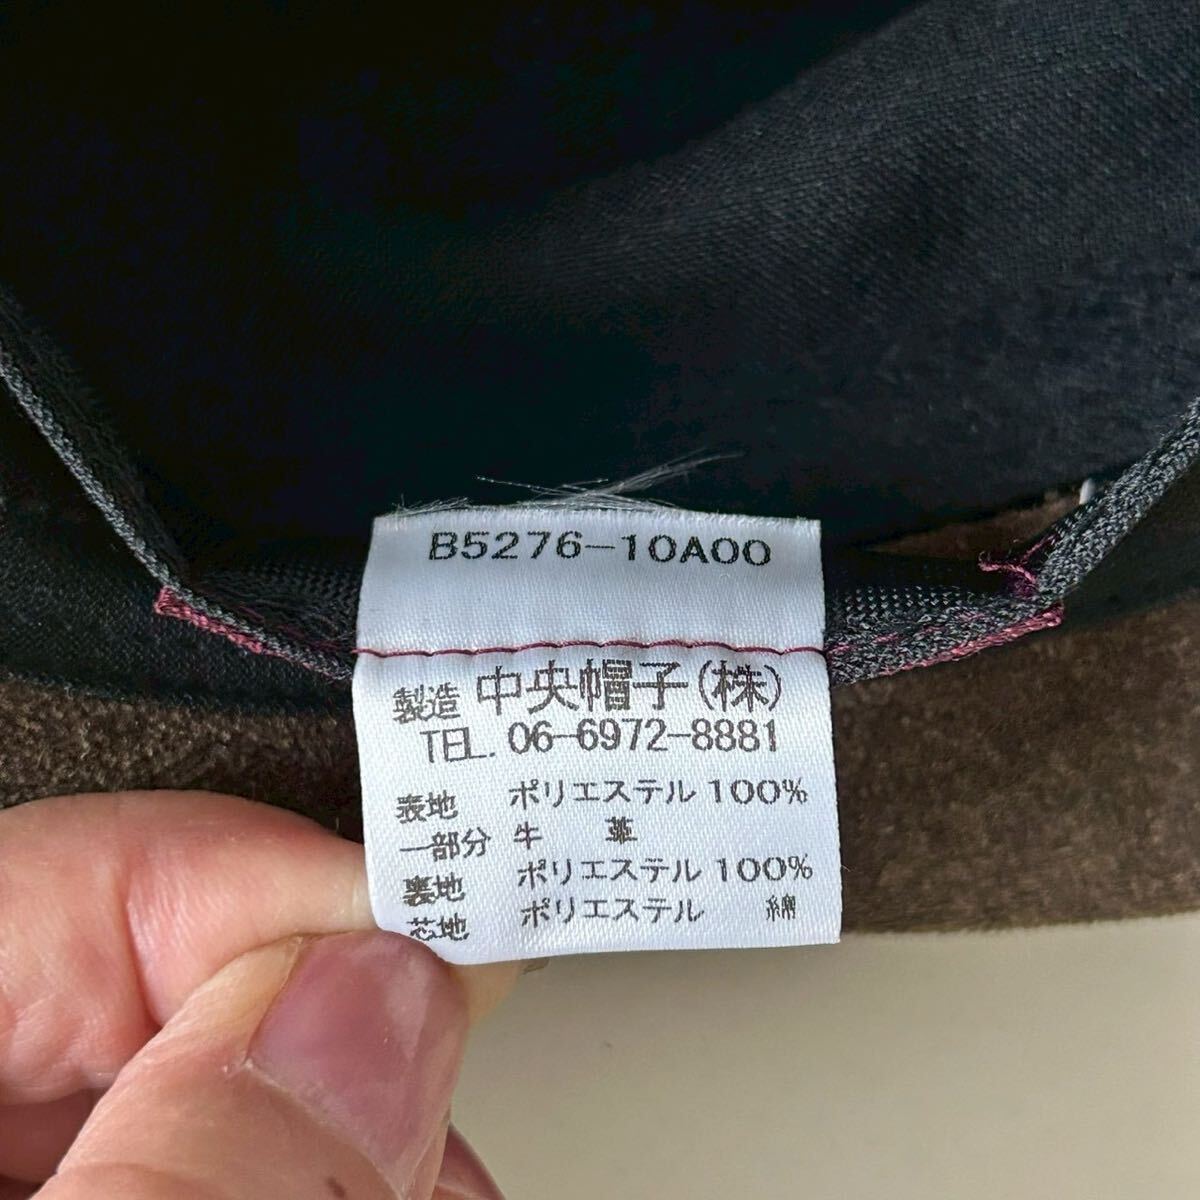 B5276-10A00
製造 中央帽子(株)
TEL. 06-6972-8881
表地 ポリエステル 100%
一部分 牛 革
裏地 ポリエステル 100%
芯地 ポリエステル 綿